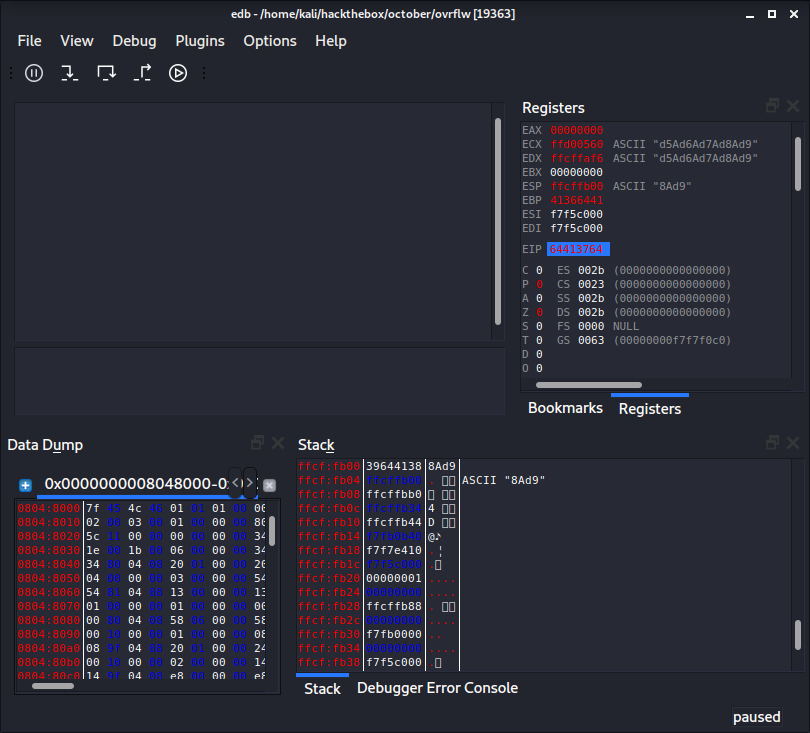 edb - /home/kali/hackthebox/october/ovrflw [19363]
File View Debug Plugins Options Help
Registers
EAX 00000000
ECX ffd00560 ASCII "d5Ad6Ad7Ad8Ad9"
EDX ffcffaf6 ASCII "d5Ad6Ad7Ad8Ad9"
EBX 00000000
ESP ffcffb00 ASCII "8Ad9"
EBP 41366441
ESI f7f5c000
EDI f7f5c000
EIP 64413764
C 0 ES 002b (0000000000000000)
P 0 CS 0023 (0000000000000000)
A 0 SS 002b (0000000000000000)
Z 0 DS 002b (0000000000000000)
S 0 FS 0000 NULL
T 0 GS 0063 (00000000f7f7f0c0)
D 0
O 0
Bookmarks Registers
Data Dump
0x0000000008048000-0
0804:8000 7f 45 4c 46 01 01 01 00 00
0804:8010 02 00 03 00 01 00 00 00 80
0804:8020 5c 11 00 00 00 00 00 00 34
0804:8030 1e 00 1b 00 06 00 00 00 34
0804:8040 34 80 04 08 20 01 00 00 20
0804:8050 04 00 00 00 03 00 00 00 54
0804:8060 54 81 04 08 13 00 00 00 13
0804:8070 01 00 00 00 01 00 00 00 00
0804:8080 00 80 04 08 58 06 00 00 58
0804:8090 00 10 00 00 01 00 00 00 08
0804:80a0 08 9f 04 08 20 01 00 00 24
0804:80b0 00 10 00 00 02 00 00 00 14
0804:80c0 14 9f 04 08 e8 00 00 00 e8
Stack
ffcf:fb00 39644138 8Ad9
ffcf:fb04 ASCII "8Ad9"
ffcf:fb08 ffcffbb0
ffcf:fb0c 4
ffcf:fb10 ffcffb44 D
ffcf:fb14 @♪
ffcf:fb18 f7f7e410 .¦
ffcf:fb1c f7f5c000 .
ffcf:fb20 00000001 ....
ffcf:fb24 00000000 ....
ffcf:fb28 ffcffb88 .
ffcf:fb2c 00000000 ....
ffcf:fb30 f7fb0000 ..
ffcf:fb34 00000000 ....
ffcf:fb38 f7f5c000 .
Stack Debugger Error Console
paused